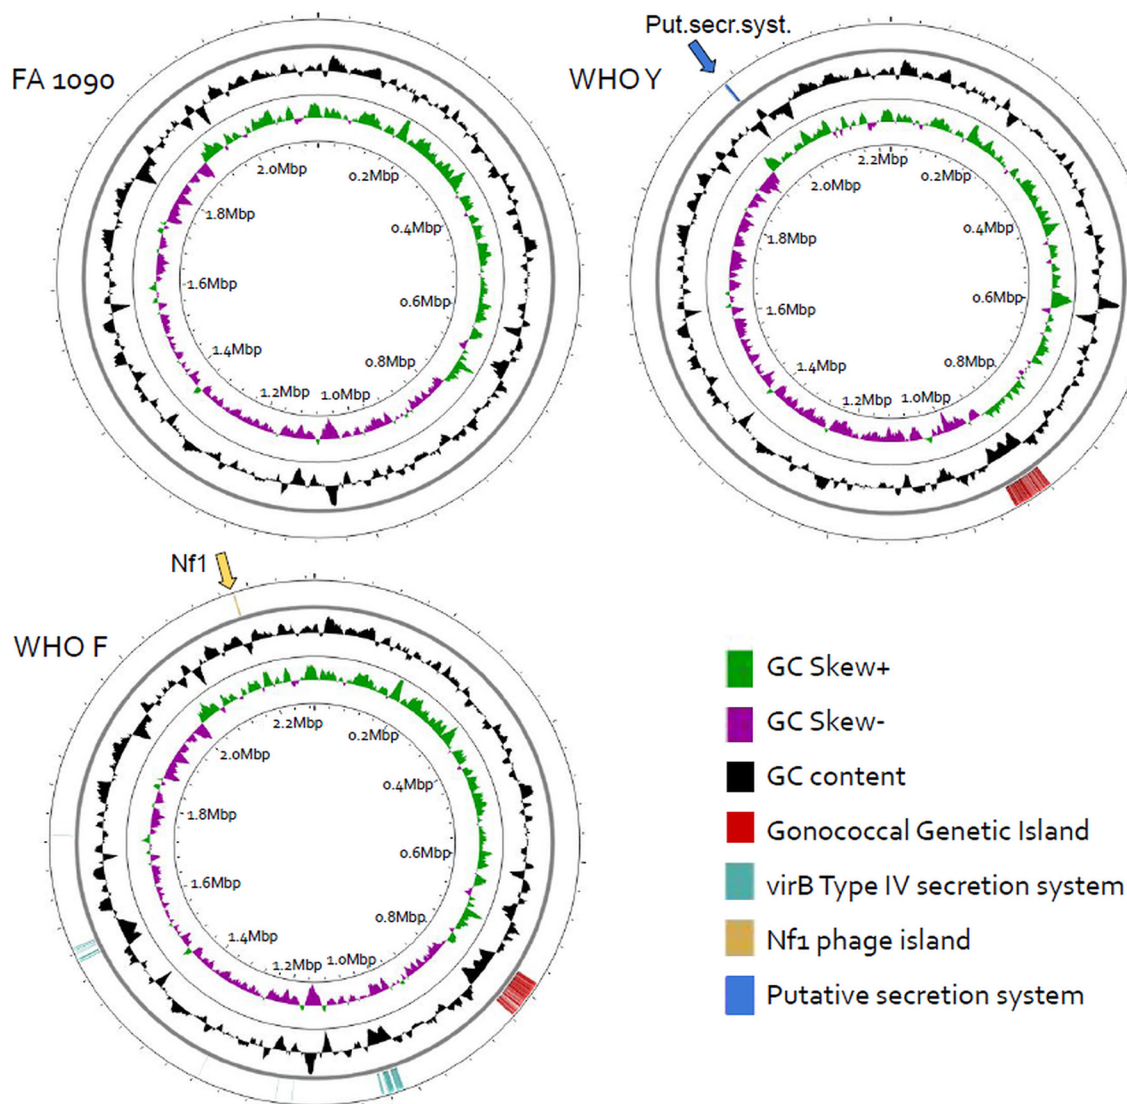 FA 1090
2.0Mbp
0.2Mbp
0.4Mbp
0.6Mbp
0.8Mbp
1.0Mbp
1.2Mbp
1.4Mbp
1.6Mbp
1.8Mbp
Put.secr.syst.
WHO Y
2.2Mbp
0.2Mbp
0.4Mbp
0.6Mbp
0.8Mbp
1.0Mbp
1.2Mbp
1.4Mbp
1.6Mbp
1.8Mbp
2.0Mbp
Nf1
WHO F
2.2Mbp
0.2Mbp
0.4Mbp
0.6Mbp
0.8Mbp
1.0Mbp
1.2Mbp
1.4Mbp
1.6Mbp
1.8Mbp
2.0Mbp
GC Skew+
GC Skew-
GC content
Gonococcal Genetic Island
virB Type IV secretion system
Nf1 phage island
Putative secretion system